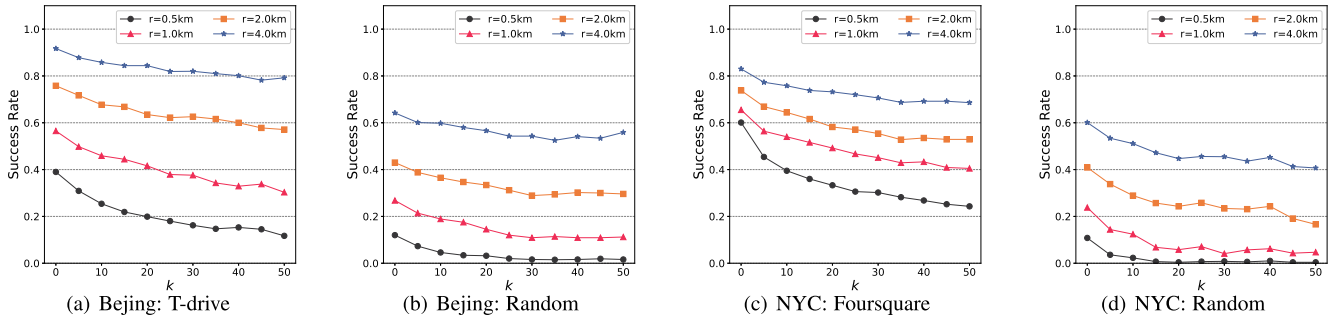 r=0.5km r=2.0km
r=1.0km r=4.0km
1.0
0.8
0.6
0.4
0.2
0.0
Success Rate
0 10 20 30 40 50
k
(a) Bejing: T-drive
r=0.5km r=2.0km
r=1.0km r=4.0km
1.0
0.8
0.6
0.4
0.2
0.0
Success Rate
0 10 20 30 40 50
k
(b) Bejing: Random
r=0.5km r=2.0km
r=1.0km r=4.0km
1.0
0.8
0.6
0.4
0.2
0.0
Success Rate
0 10 20 30 40 50
k
(c) NYC: Foursquare
r=0.5km r=2.0km
r=1.0km r=4.0km
1.0
0.8
0.6
0.4
0.2
0.0
Success Rate
0 10 20 30 40 50
k
(d) NYC: Random